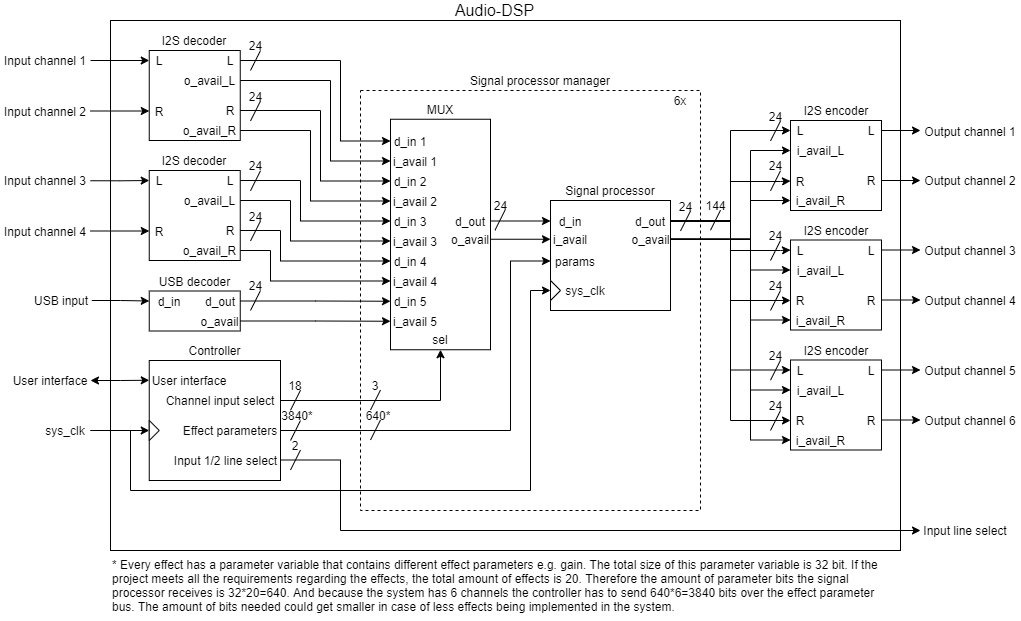 Audio-DSP
I2S decoder
Input channel 1
L
L
24
o_avail_L
Input channel 2
R
R
24
o_avail_R
I2S decoder
Input channel 3
L
L
24
o_avail_L
Input channel 4
R
R
24
o_avail_R
USB decoder
USB input
d_in
d_out
24
o_avail
Controller
User interface
User interface
Channel input select
18
3
sys_clk
Effect parameters
3840*
640*
Input 1/2 line select
2
Signal processor manager
6x
MUX
d_in 1
i_avail 1
d_in 2
i_avail 2
d_in 3
i_avail 3
d_in 4
i_avail 4
d_in 5
i_avail 5
sel
d_out
24
o_avail
Signal processor
d_in
d_out
24
144
i_avail
o_avail
params
sys_clk
I2S encoder
24
L
L
Output channel 1
i_avail_L
24
R
R
Output channel 2
i_avail_R
I2S encoder
24
L
L
Output channel 3
i_avail_L
24
R
R
Output channel 4
i_avail_R
I2S encoder
24
L
L
Output channel 5
i_avail_L
24
R
R
Output channel 6
i_avail_R
Input line select
* Every effect has a parameter variable that contains different effect parameters e.g. gain. The total size of this parameter variable is 32 bit. If the
project meets all the requirements regarding the effects, the total amount of effects is 20. Therefore the amount of parameter bits the signal
processor receives is 32*20=640. And because the system has 6 channels the controller has to send 640*6=3840 bits over the effect parameter
bus. The amount of bits needed could get smaller in case of less effects being implemented in the system.